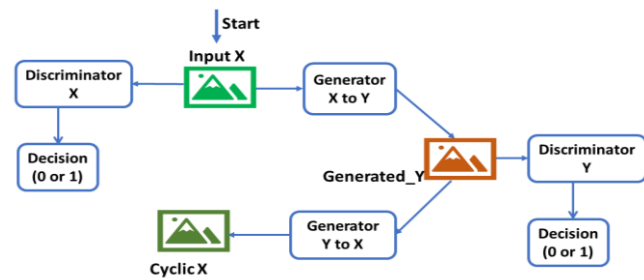 Start
Input X
Discriminator
X
Generator
X to Y
Decision
(0 or 1)
Generated_Y
Discriminator
Y
Generator
Y to X
Decision
(0 or 1)
Cyclic X